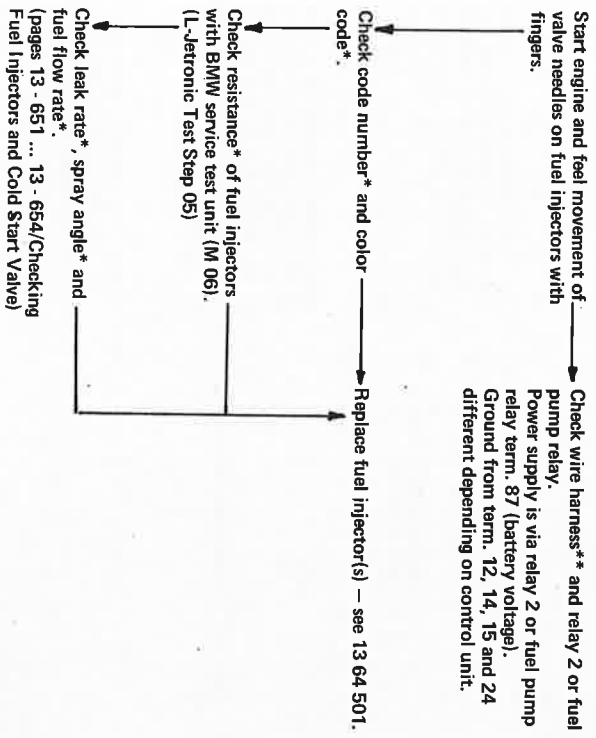 Start engine and feel movement of
valve needles on fuel injectors with
fingers.
Check wire harness** and relay 2 or fuel
pump relay.
Power supply is via relay 2 or fuel pump
relay term. 87 (battery voltage).
Ground from term. 12, 14, 15 and 24
different depending on control unit.
Check code number* and color
code*.
Replace fuel injector(s) — see 13 64 501.
Check resistance* of fuel injectors
with BMW service test unit (M 06).
(L-Jetronic Test Step 05)
Check leak rate*, spray angle* and
fuel flow rate*.
(pages 13 - 651 ... 13 - 654/Checking
Fuel Injectors and Cold Start Valve)